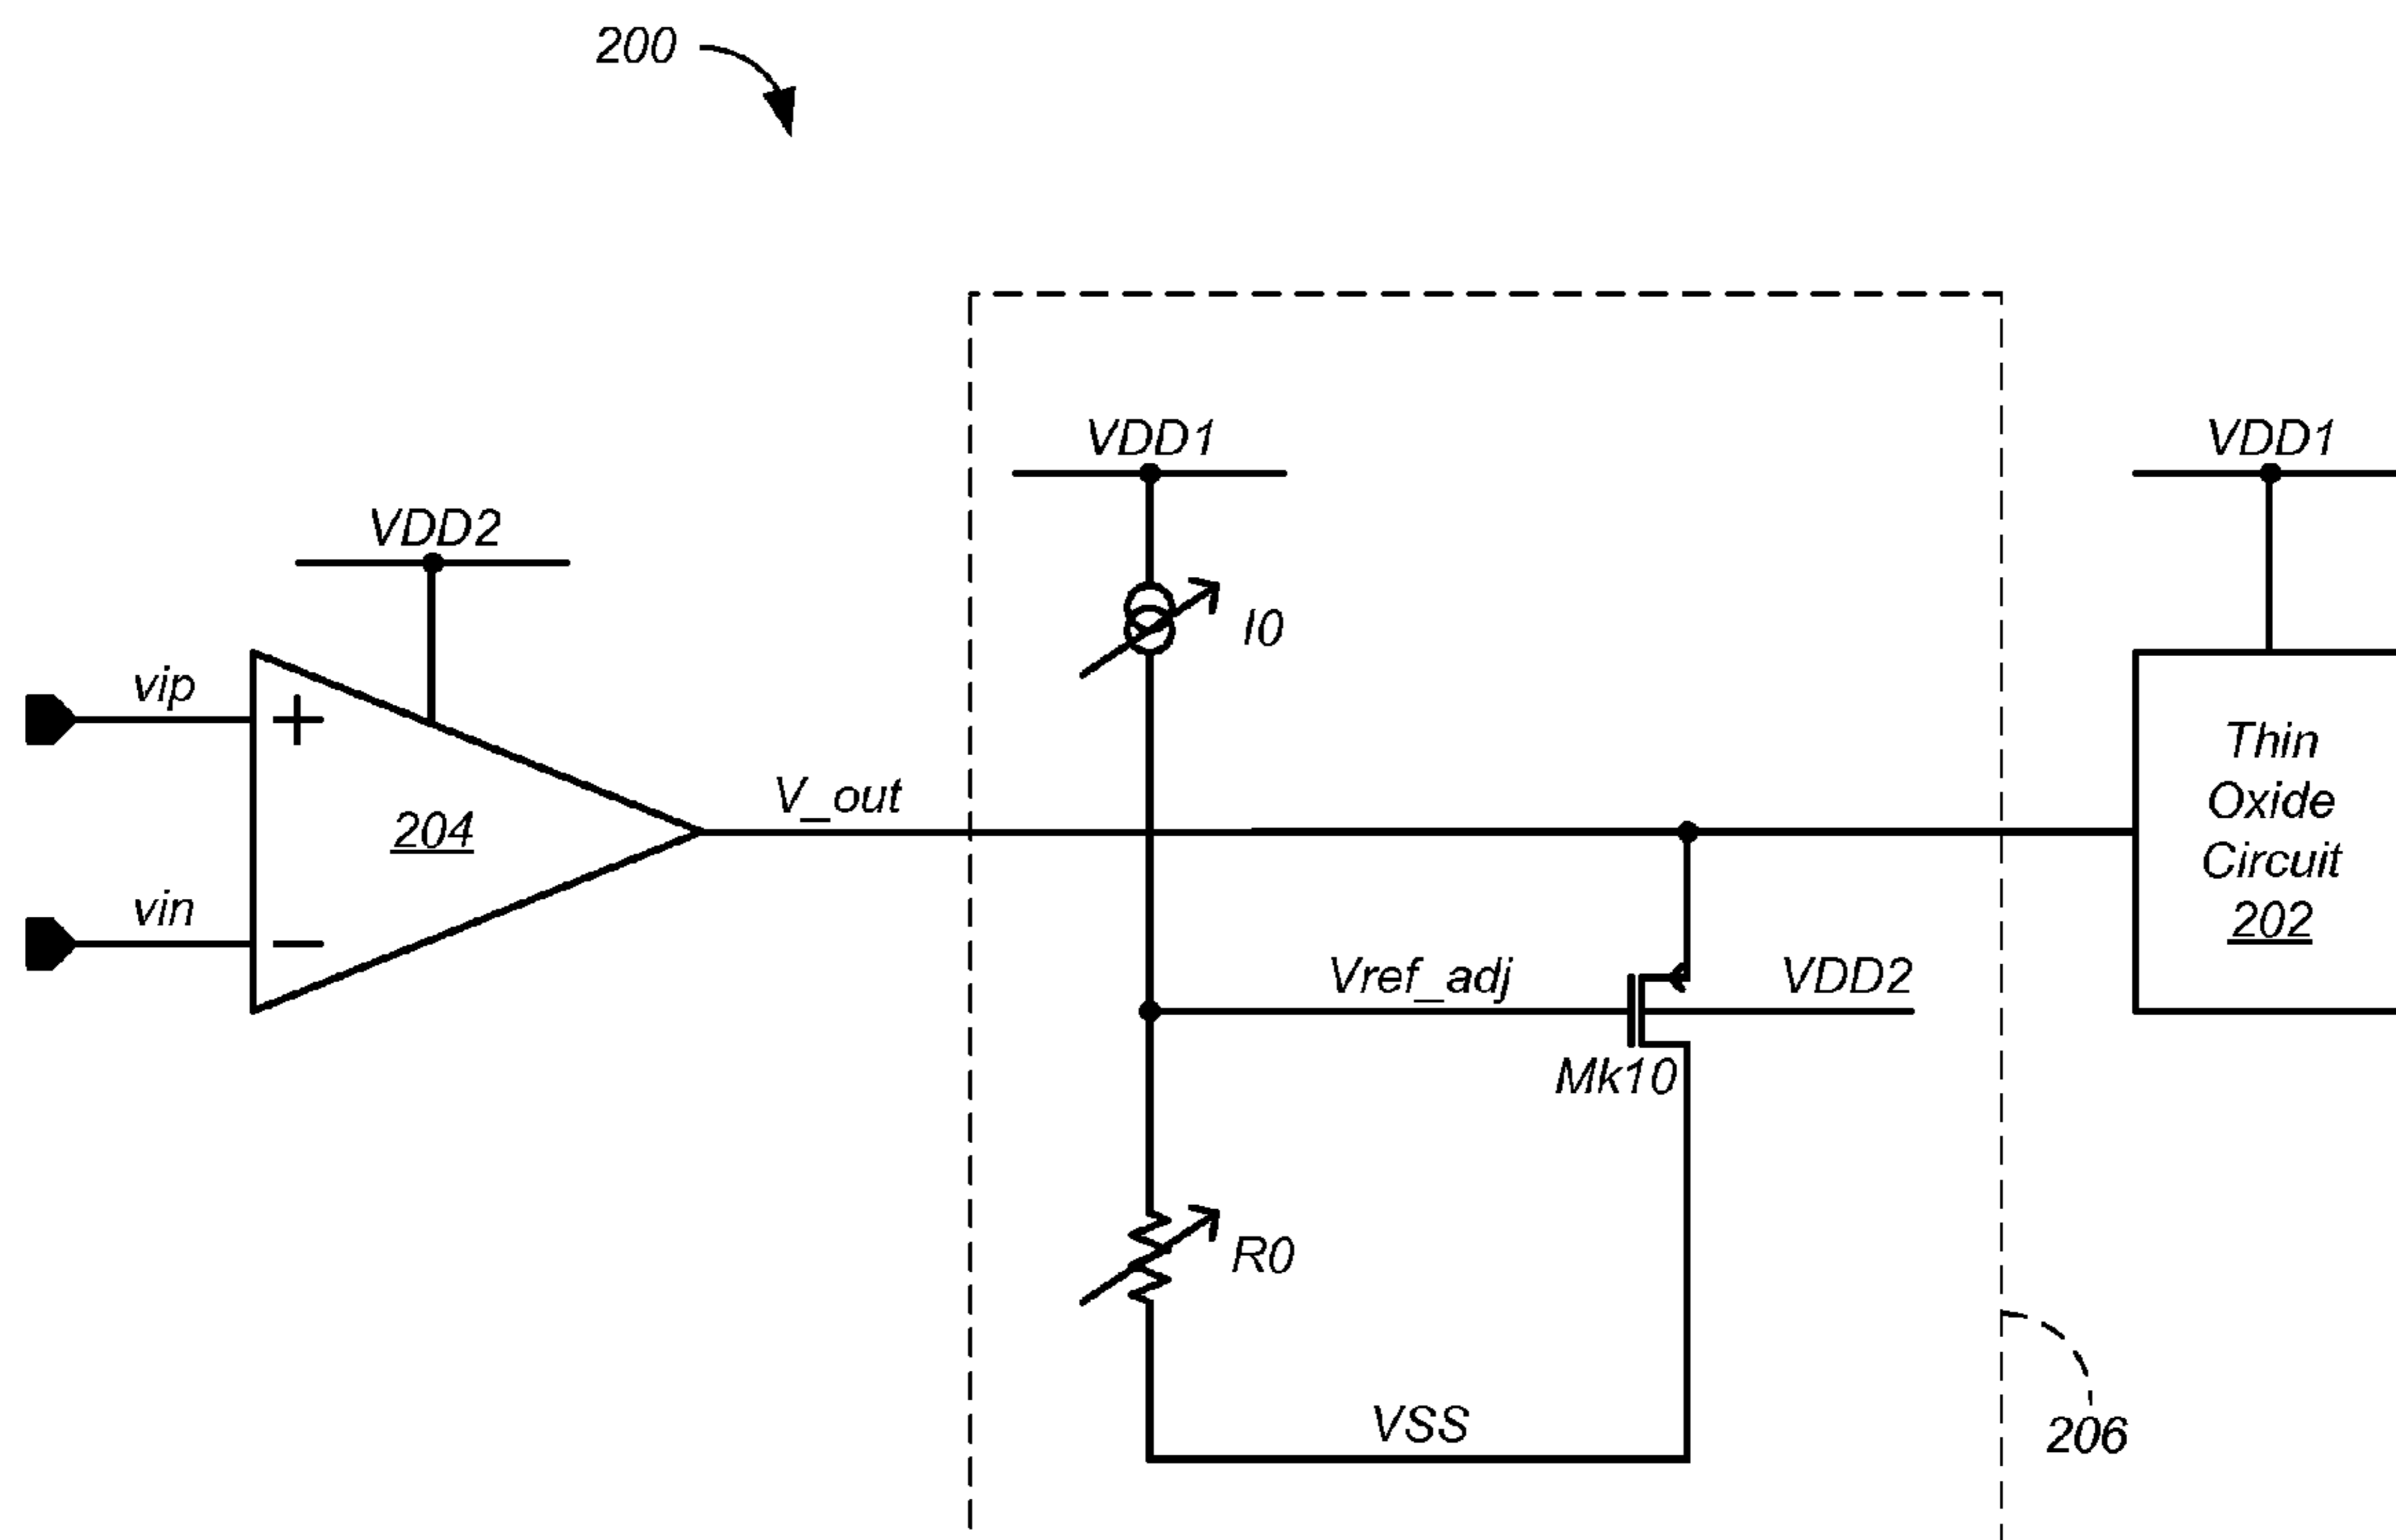 200
VDD1
VDD1
VDD2
I0
vip
+
Thin
Oxide
Circuit
202
V_out
204
vin
−
Vref_adj
VDD2
Mk10
R0
VSS
206